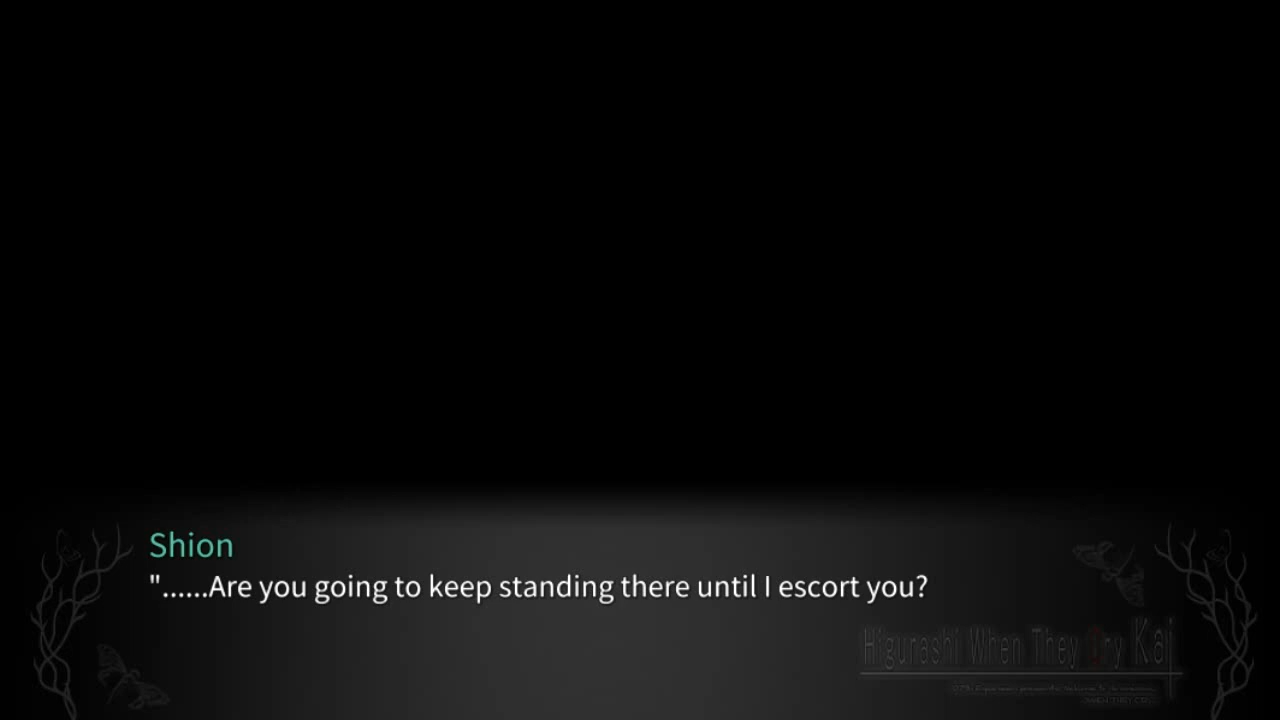 Shion
"......Are you going to keep standing there until I escort you?
Higurashi When They Cry Kai